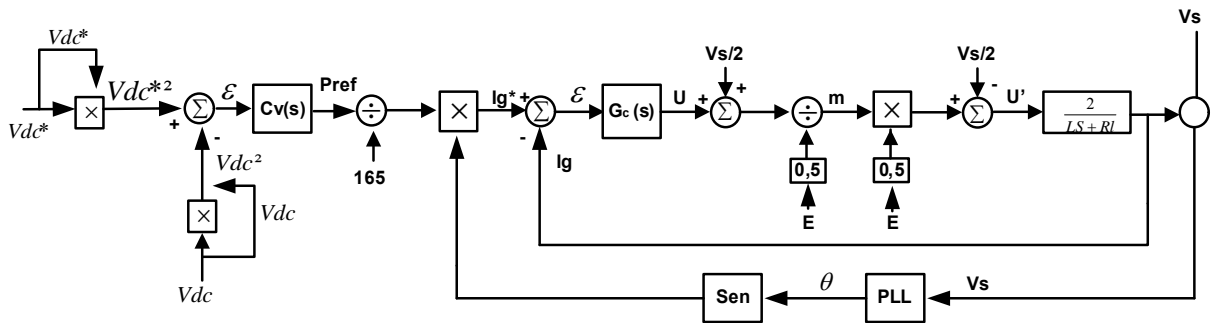 Vdc*
Vdc*
×
Vdc*²
+
Σ
-
ε
Cv(s)
Pref
÷
165
×
Ig*
+
Σ
-
Ig
ε
Gc (s)
U
+
Vs/2
+
Σ
÷
0,5
E
m
×
0,5
E
+
Vs/2
-
Σ
U'
2
LS + Rl
Vs
Vdc²
×
Vdc
Vdc
Sen
θ
PLL
Vs